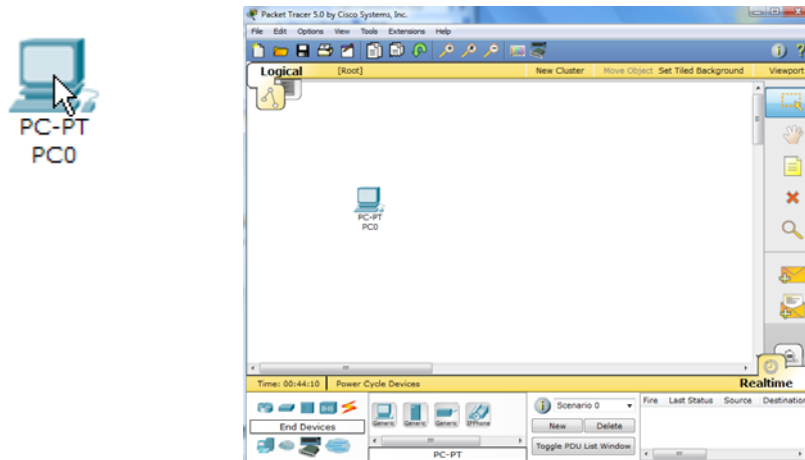 PC-PT
PC0
Packet Tracer 5.0 by Cisco Systems, Inc.
File Edit Options View Tools Extensions Help
Logical [Root] New Cluster Move Object Set Tiled Background Viewport
PC-PT
PC0
Time: 00:44:10 Power Cycle Devices Realtime
Scenario 0 Fire Last Status Source Destination
Generic Generic Generic IPPhone
End Devices New Delete
Toggle PDU List Window
PC-PT